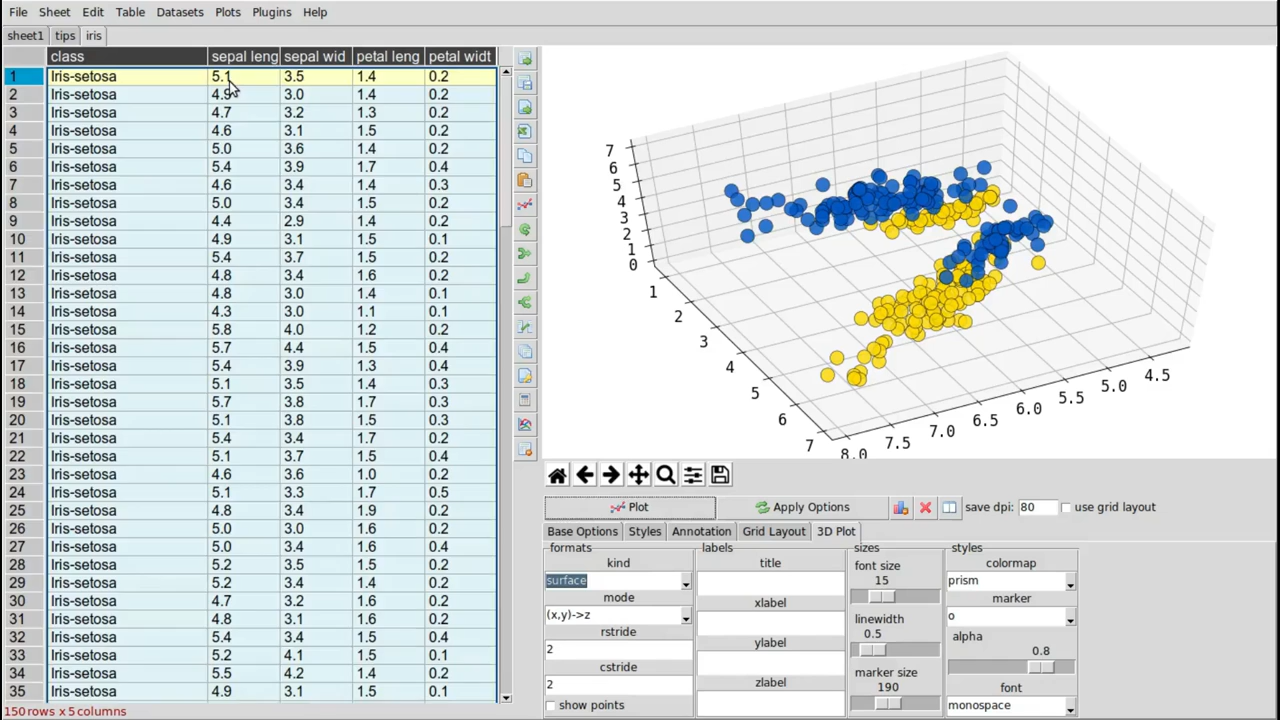 File Sheet Edit Table Datasets Plots Plugins Help
sheet1 tips iris
class sepal leng sepal wid petal leng petal widt
1 Iris-setosa 5.1 3.5 1.4 0.2
2 Iris-setosa 4.9 3.0 1.4 0.2
3 Iris-setosa 4.7 3.2 1.3 0.2
4 Iris-setosa 4.6 3.1 1.5 0.2
5 Iris-setosa 5.0 3.6 1.4 0.2
6 Iris-setosa 5.4 3.9 1.7 0.4
7 Iris-setosa 4.6 3.4 1.4 0.3
8 Iris-setosa 5.0 3.4 1.5 0.2
9 Iris-setosa 4.4 2.9 1.4 0.2
10 Iris-setosa 4.9 3.1 1.5 0.1
11 Iris-setosa 5.4 3.7 1.5 0.2
12 Iris-setosa 4.8 3.4 1.6 0.2
13 Iris-setosa 4.8 3.0 1.4 0.1
14 Iris-setosa 4.3 3.0 1.1 0.1
15 Iris-setosa 5.8 4.0 1.2 0.2
16 Iris-setosa 5.7 4.4 1.5 0.4
17 Iris-setosa 5.4 3.9 1.3 0.4
18 Iris-setosa 5.1 3.5 1.4 0.3
19 Iris-setosa 5.7 3.8 1.7 0.3
20 Iris-setosa 5.1 3.8 1.5 0.3
21 Iris-setosa 5.4 3.4 1.7 0.2
22 Iris-setosa 5.1 3.7 1.5 0.4
23 Iris-setosa 4.6 3.6 1.0 0.2
24 Iris-setosa 5.1 3.3 1.7 0.5
25 Iris-setosa 4.8 3.4 1.9 0.2
26 Iris-setosa 5.0 3.0 1.6 0.2
27 Iris-setosa 5.0 3.4 1.6 0.4
28 Iris-setosa 5.2 3.5 1.5 0.2
29 Iris-setosa 5.2 3.4 1.4 0.2
30 Iris-setosa 4.7 3.2 1.6 0.2
31 Iris-setosa 4.8 3.1 1.6 0.2
32 Iris-setosa 5.4 3.4 1.5 0.4
33 Iris-setosa 5.2 4.1 1.5 0.1
34 Iris-setosa 5.5 4.2 1.4 0.2
35 Iris-setosa 4.9 3.1 1.5 0.1
150 rows x 5 columns
7
6
5
4
3
2
1
0
1
2
3
4
5
6
7
8.0
7.5
7.0
6.5
6.0
5.5
5.0
4.5
Plot Apply Options save dpi: 80 use grid layout
Base Options Styles Annotation Grid Layout 3D Plot
formats
kind
surface
mode
(x,y)->z
rstride
2
cstride
2
show points
labels
title
xlabel
ylabel
zlabel
sizes
font size
15
linewidth
0.5
marker size
190
styles
colormap
prism
marker
o
alpha
0.8
font
monospace